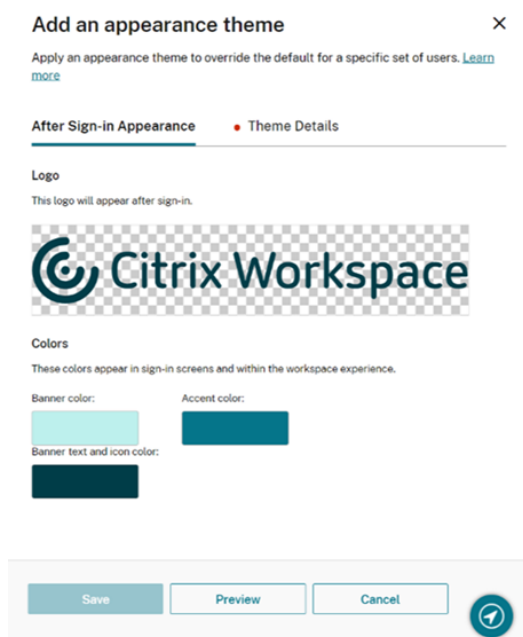 Add an appearance theme
Apply an appearance theme to override the default for a specific set of users. Learn
more
After Sign-in Appearance
Theme Details
Logo
This logo will appear after sign-in.
Citrix Workspace
Colors
These colors appear in sign-in screens and within the workspace experience.
Banner color:
Accent color:
Banner text and icon color:
Save
Preview
Cancel